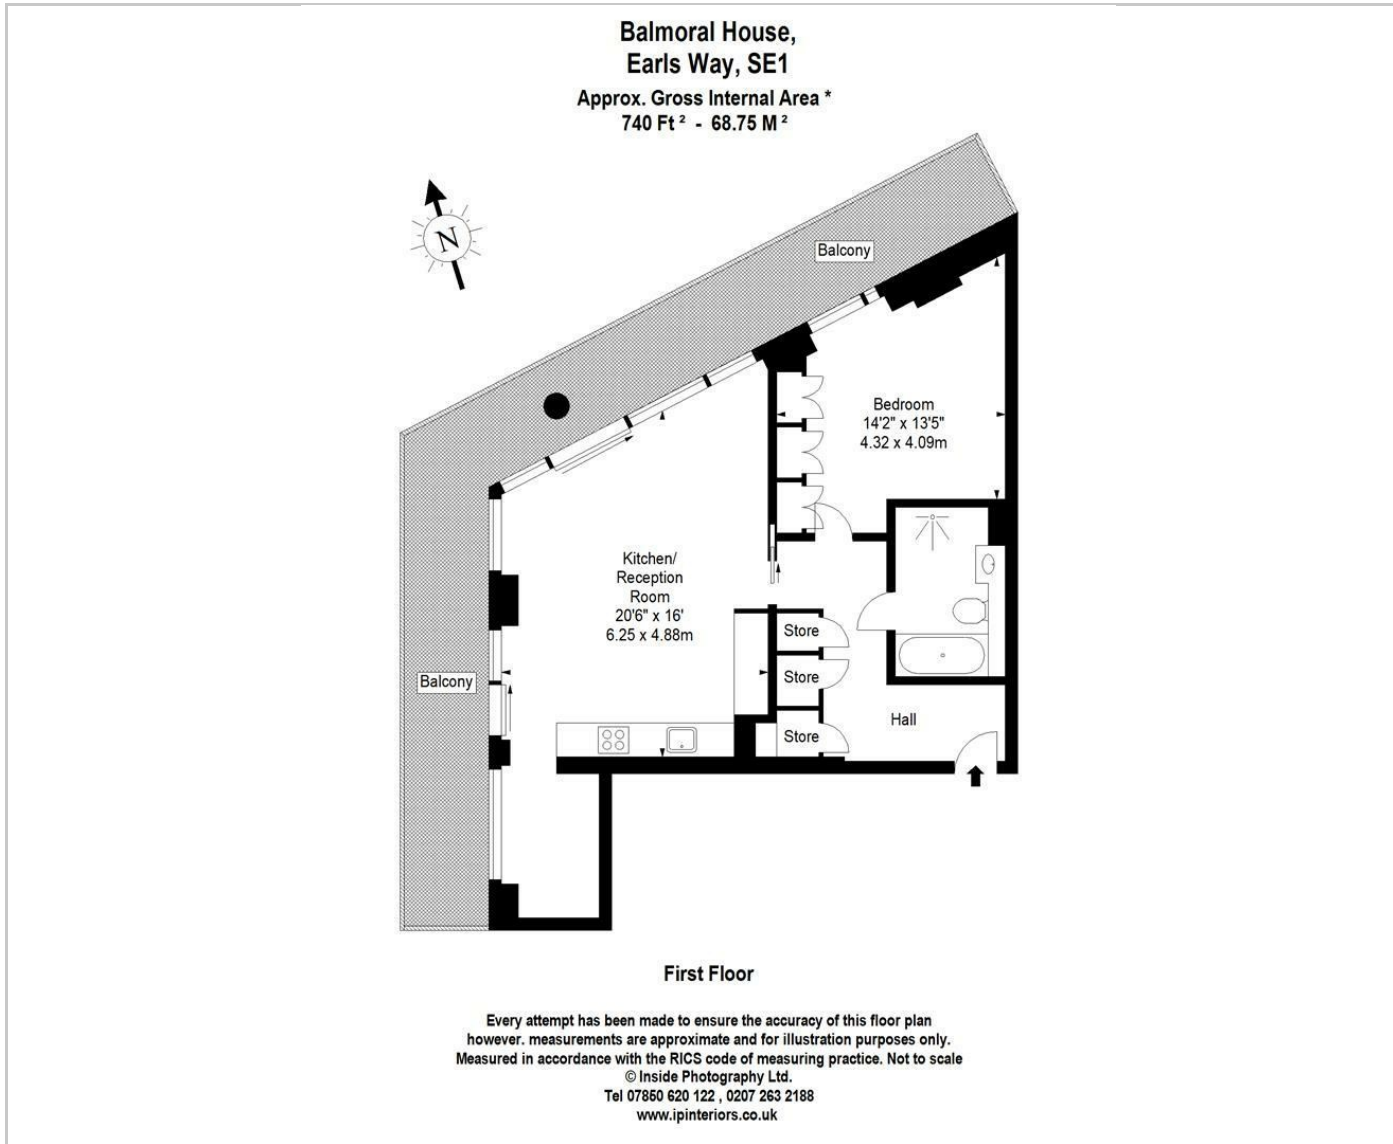 Balmoral House,
Earls Way, SE1
Approx. Gross Internal Area *
740 Ft ² - 68.75 M ²
N
Balcony
Bedroom
14'2" x 13'5"
4.32 x 4.09m
Kitchen/
Reception
Room
20'6" x 16'
6.25 x 4.88m
Store
Store
Balcony
Hall
Store
First Floor
Every attempt has been made to ensure the accuracy of this floor plan
however. measurements are approximate and for illustration purposes only.
Measured in accordance with the RICS code of measuring practice. Not to scale
© Inside Photography Ltd.
Tel 07850 620 122 , 0207 263 2188
www.ipinteriors.co.uk